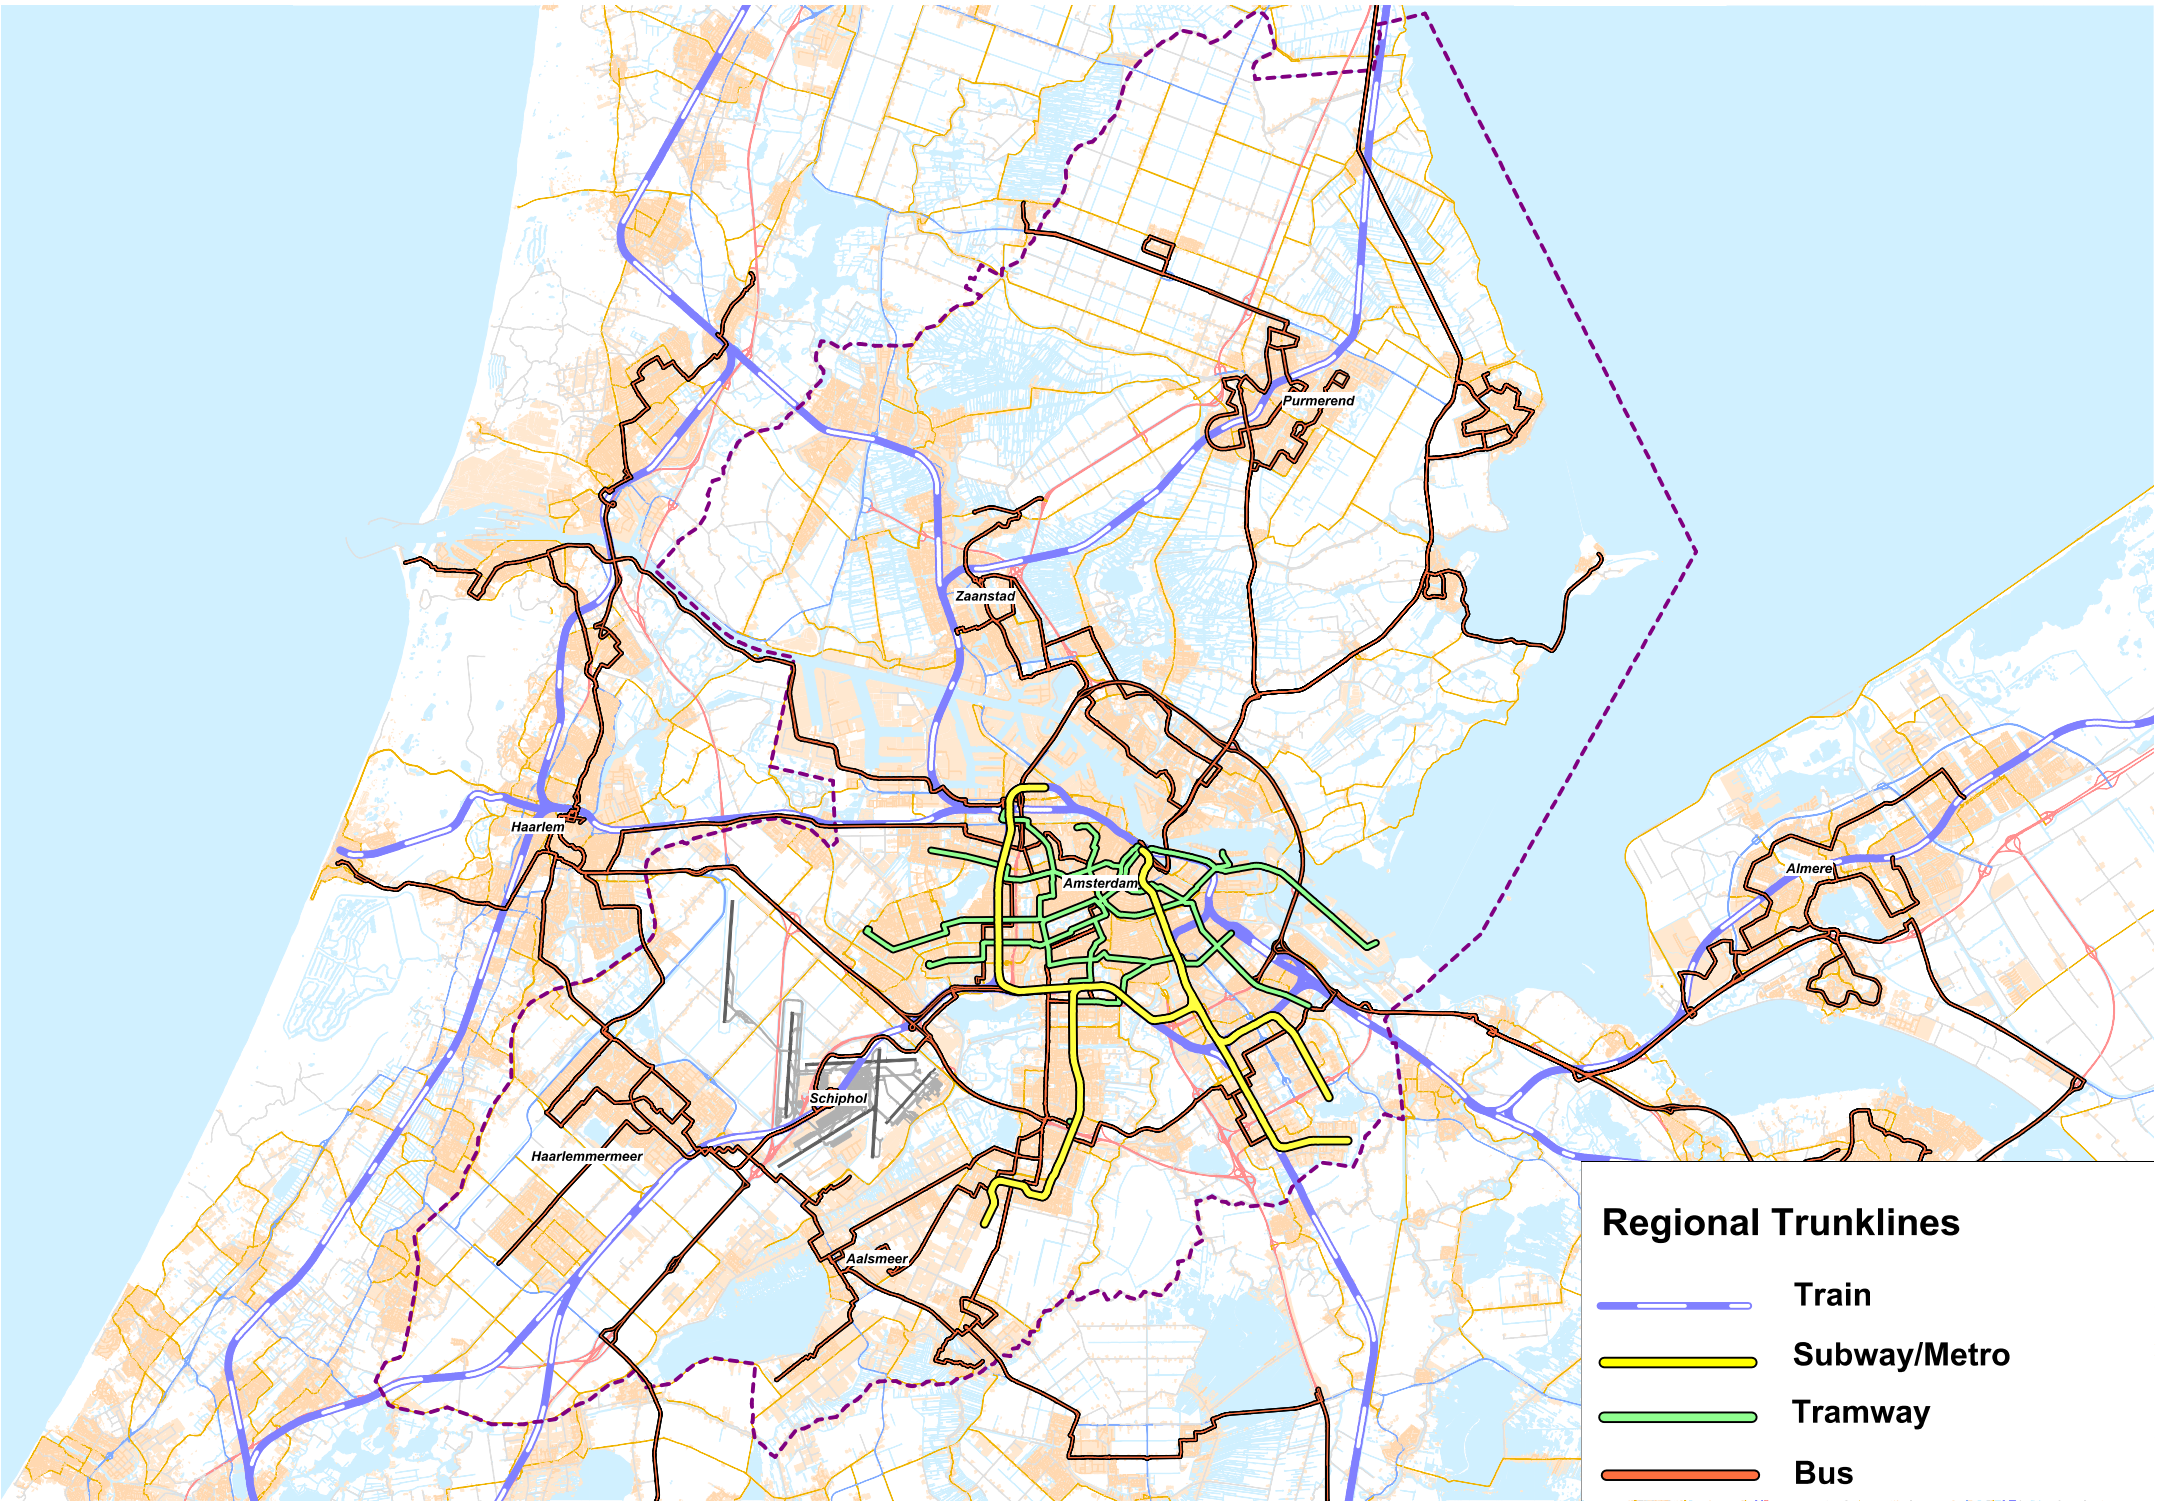 Purmerend
Zaanstad
Haarlem
Almere
Amsterdam
Schiphol
Haarlemmermeer
Aalsmeer
Regional Trunklines
Train
Subway/Metro
Tramway
Bus